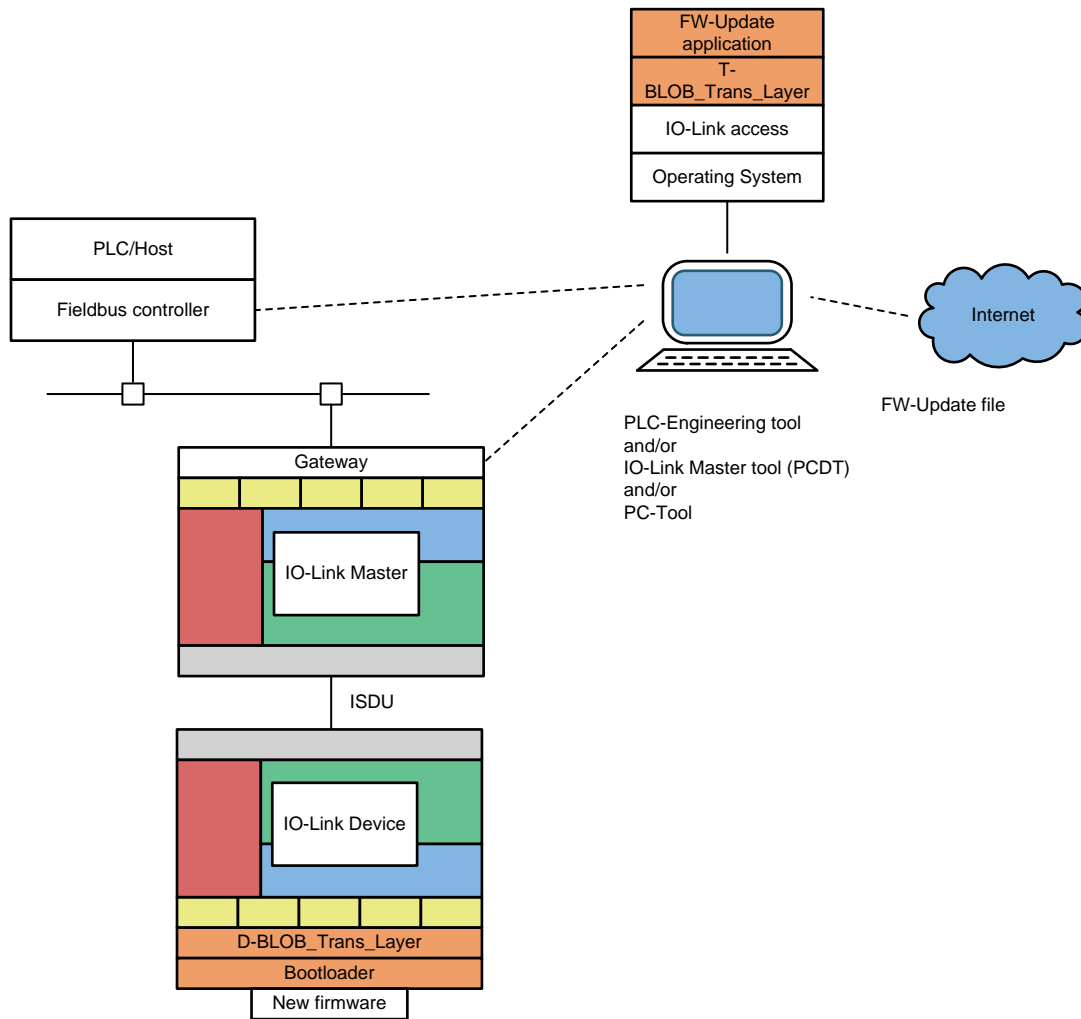 FW-Update
application
T-
BLOB_Trans_Layer
IO-Link access
Operating System
PLC/Host
Fieldbus controller
Internet
FW-Update file
PLC-Engineering tool
and/or
IO-Link Master tool (PCDT)
and/or
PC-Tool
Gateway
IO-Link Master
ISDU
IO-Link Device
D-BLOB_Trans_Layer
Bootloader
New firmware